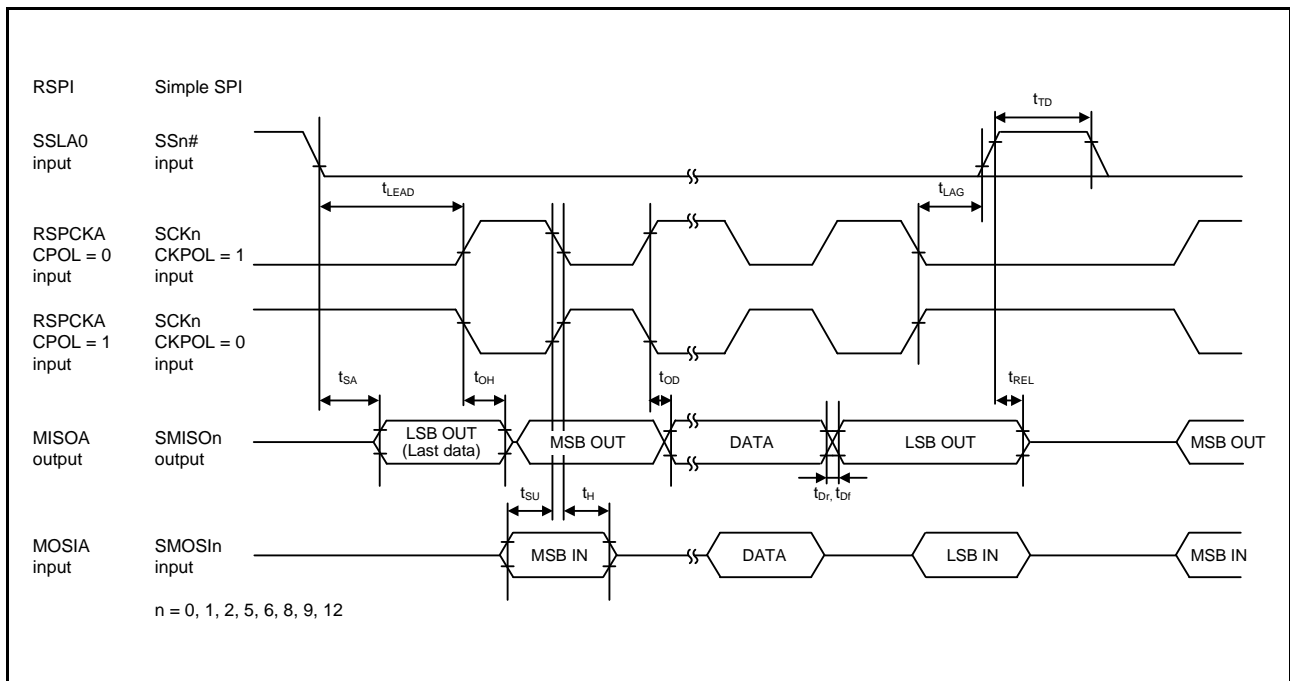 RSPI Simple SPI
tTD
SSLA0 SSn#
input input
tLEAD tLAG
RSPCKA SCKn
CPOL = 0 CKPOL = 1
input input
RSPCKA SCKn
CPOL = 1 CKPOL = 0
input input
tSA tOH tOD tREL
MISOA SMISOn
output output
LSB OUT
(Last data)
MSB OUT DATA LSB OUT MSB OUT
tSU tH tDr, tDf
MOSIA SMOSIn
input input
MSB IN DATA LSB IN MSB IN
n = 0, 1, 2, 5, 6, 8, 9, 12